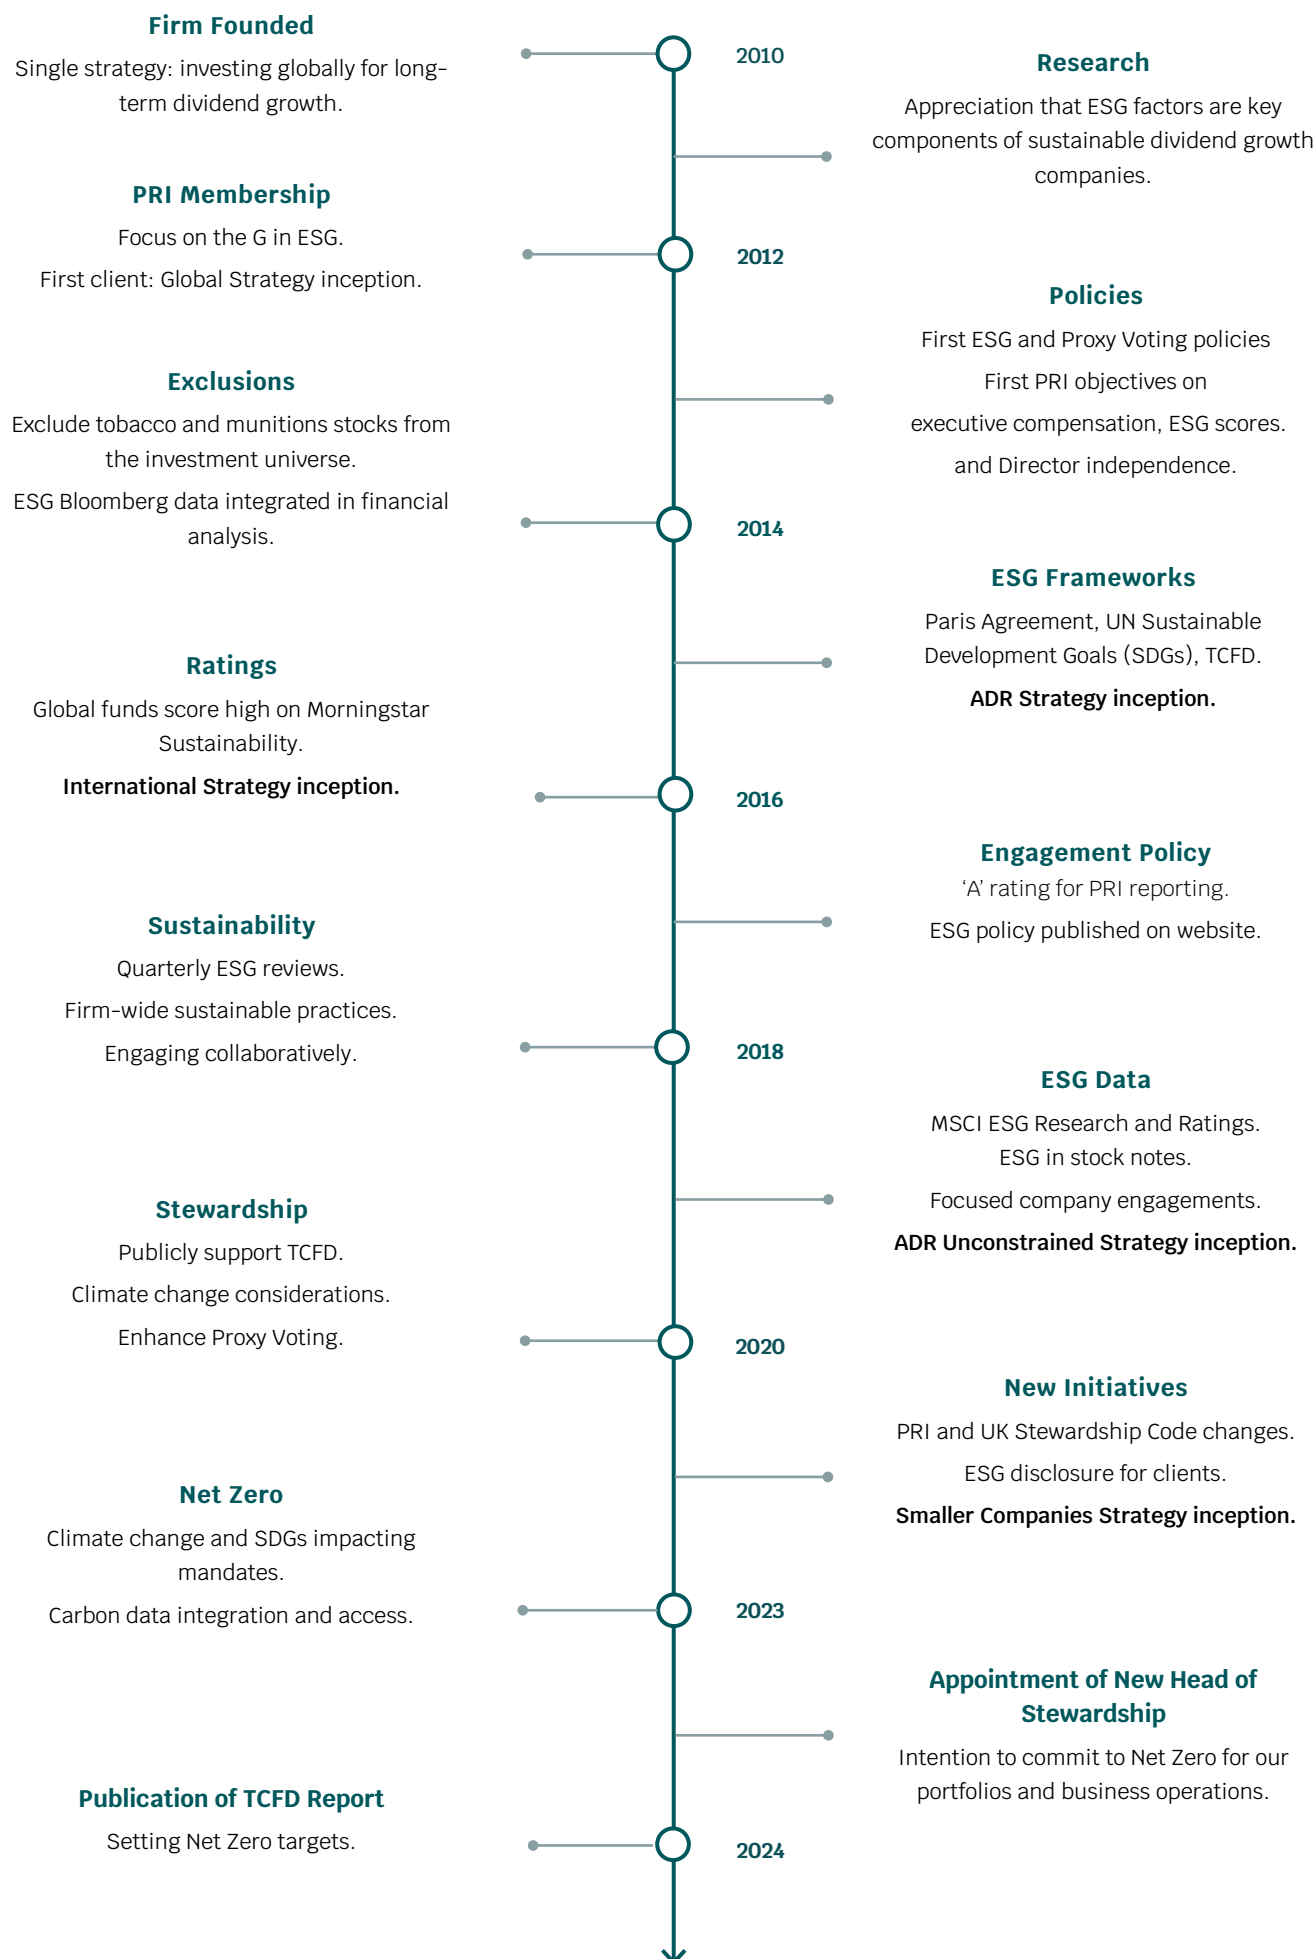 Firm Founded
Single strategy: investing globally for long-
term dividend growth.
2010
Research
Appreciation that ESG factors are key
components of sustainable dividend growth
companies.
PRI Membership
Focus on the G in ESG.
First client: Global Strategy inception.
2012
Policies
First ESG and Proxy Voting policies
First PRI objectives on
executive compensation, ESG scores.
and Director independence.
Exclusions
Exclude tobacco and munitions stocks from
the investment universe.
ESG Bloomberg data integrated in financial
analysis.
2014
ESG Frameworks
Paris Agreement, UN Sustainable
Development Goals (SDGs), TCFD.
ADR Strategy inception.
Ratings
Global funds score high on Morningstar
Sustainability.
International Strategy inception.
2016
Engagement Policy
‘A’ rating for PRI reporting.
ESG policy published on website.
Sustainability
Quarterly ESG reviews.
Firm-wide sustainable practices.
Engaging collaboratively.
2018
ESG Data
MSCI ESG Research and Ratings.
ESG in stock notes.
Focused company engagements.
ADR Unconstrained Strategy inception.
Stewardship
Publicly support TCFD.
Climate change considerations.
Enhance Proxy Voting.
2020
New Initiatives
PRI and UK Stewardship Code changes.
ESG disclosure for clients.
Smaller Companies Strategy inception.
Net Zero
Climate change and SDGs impacting
mandates.
Carbon data integration and access.
2023
Appointment of New Head of
Stewardship
Intention to commit to Net Zero for our
portfolios and business operations.
Publication of TCFD Report
Setting Net Zero targets.
2024